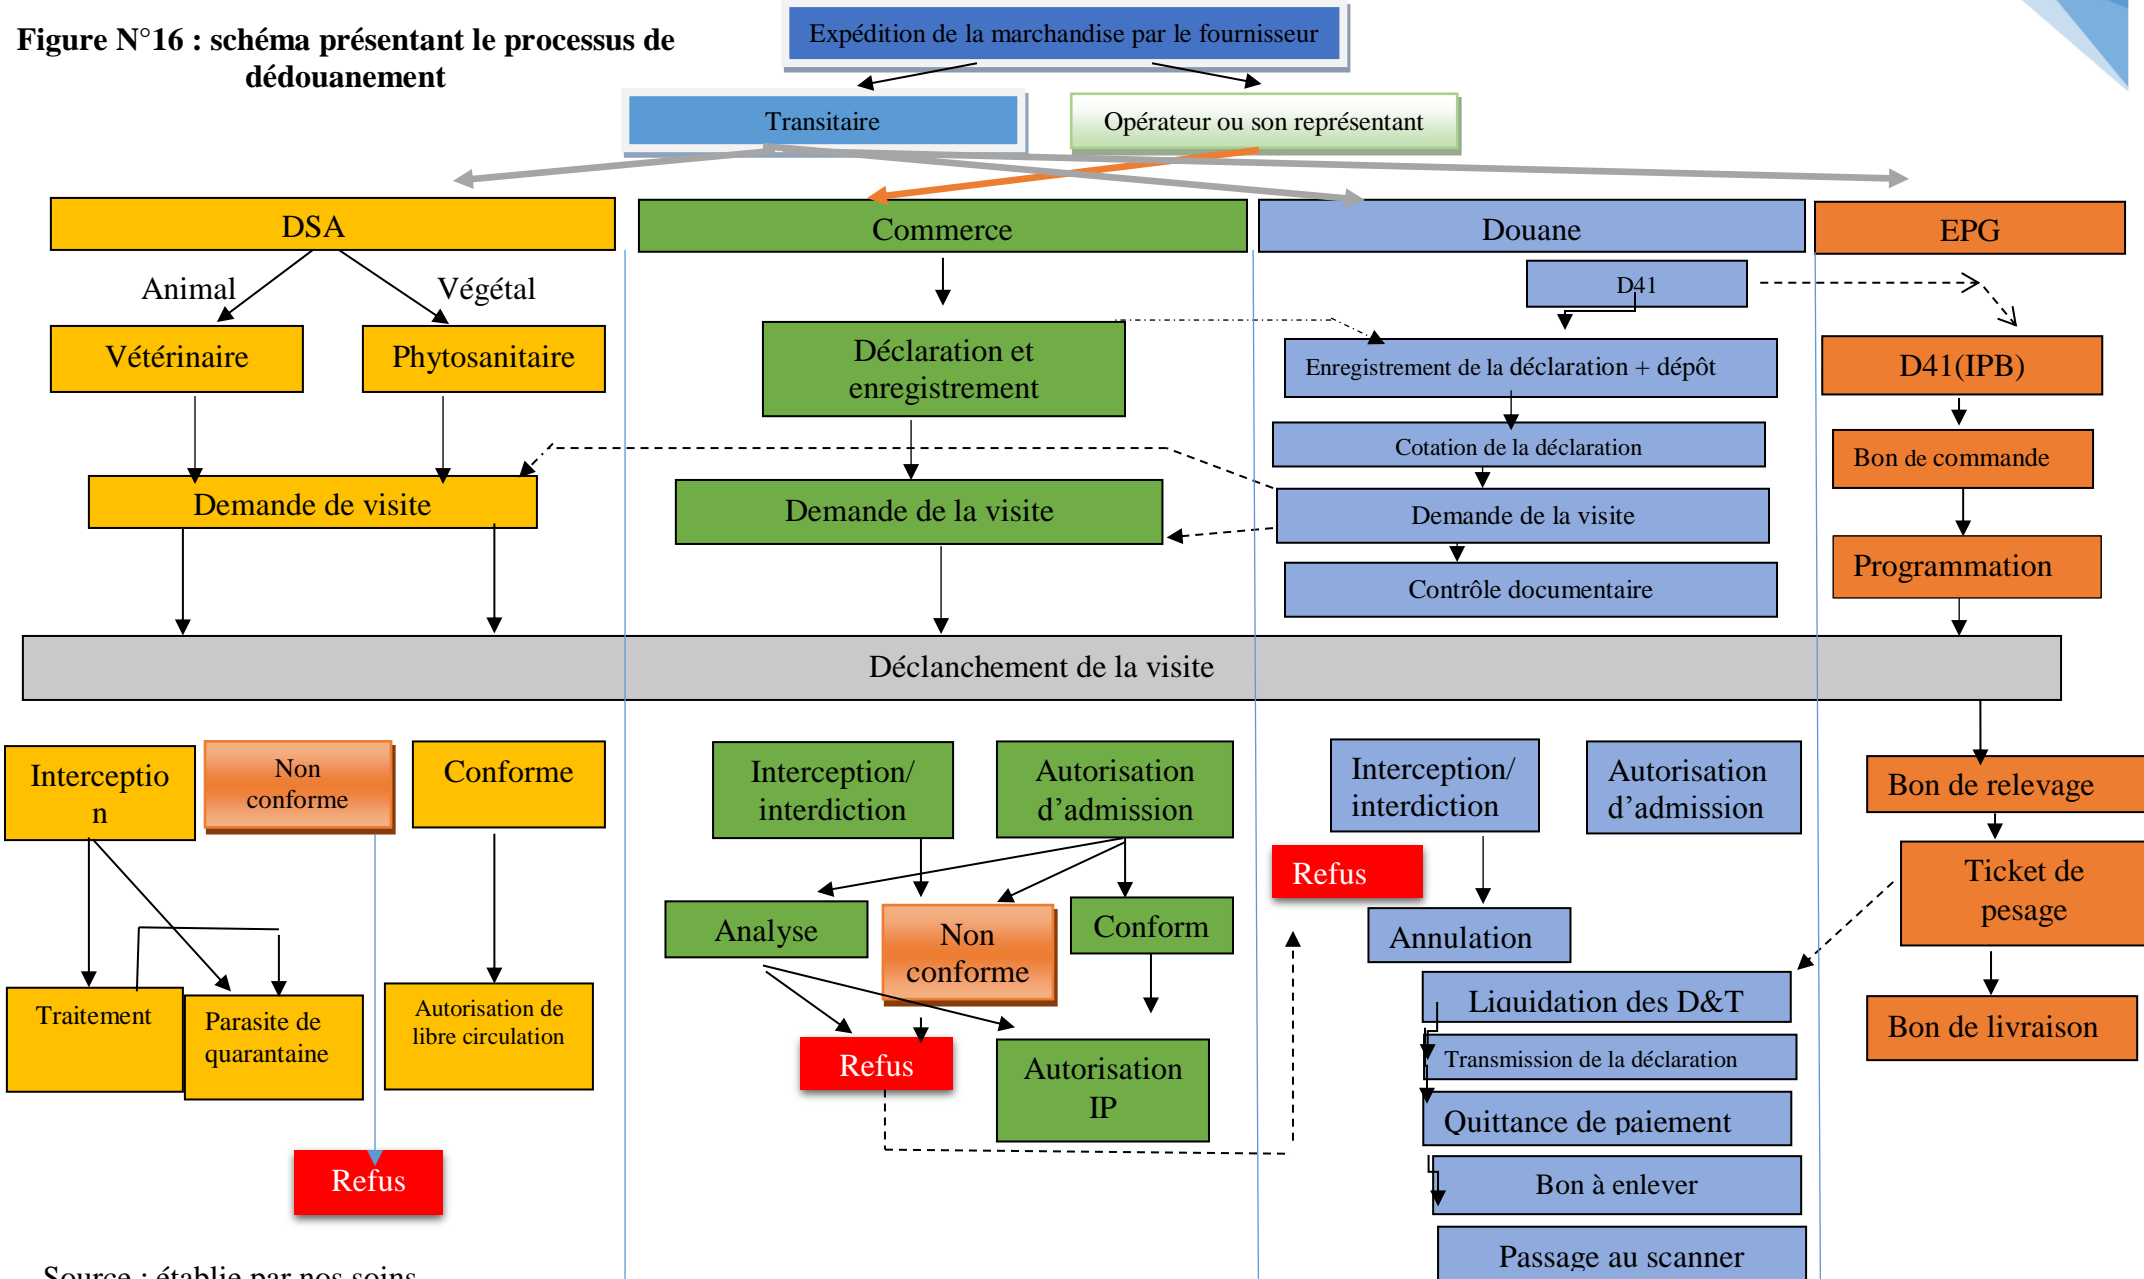 Figure N°16 : schéma présentant le processus de
dédouanement
Expédition de la marchandise par le fournisseur
Transitaire
Opérateur ou son représentant
DSA
Commerce
Douane
EPG
Animal
Végétal
D41
Vétérinaire
Phytosanitaire
Déclaration et
enregistrement
Enregistrement de la déclaration + dépôt
D41(IPB)
Cotation de la déclaration
Bon de commande
Demande de visite
Demande de la visite
Demande de la visite
Programmation
Contrôle documentaire
Déclanchement de la visite
Interceptio
n
Non
conforme
Conforme
Interception/
interdiction
Autorisation
d’admission
Interception/
interdiction
Autorisation
d’admission
Bon de relevage
Refus
Ticket de
pesage
Analyse
Non
conforme
Conform
Annulation
Traitement
Parasite de
quarantaine
Autorisation de
libre circulation
Liquidation des D&T
Bon de livraison
Refus
Autorisation
IP
Transmission de la déclaration
Quittance de paiement
Refus
Bon à enlever
Passage au scanner
Source : établie par nos soins